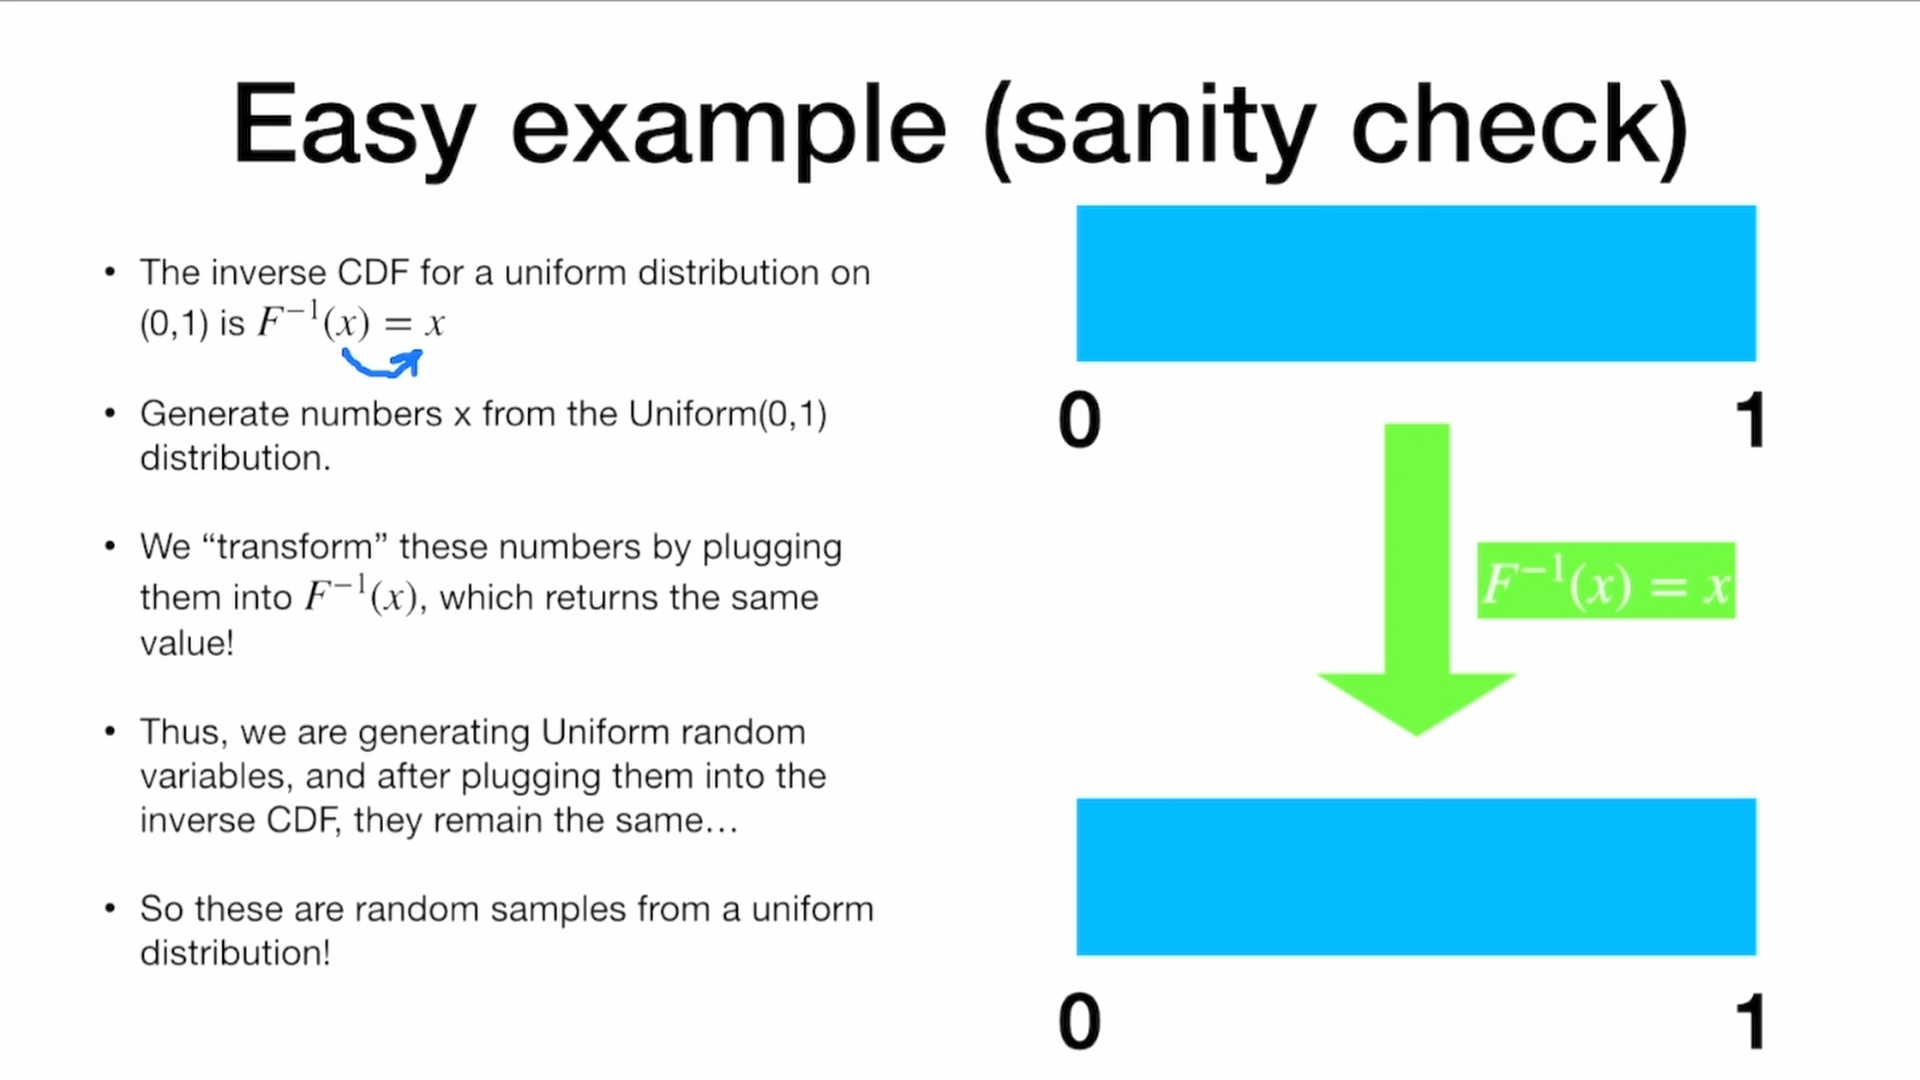 Easy example (sanity check)
• The inverse CDF for a uniform distribution on
(0,1) is F⁻¹(x) = x
• Generate numbers x from the Uniform(0,1)
distribution.
• We “transform” these numbers by plugging
them into F⁻¹(x), which returns the same
value!
• Thus, we are generating Uniform random
variables, and after plugging them into the
inverse CDF, they remain the same…
• So these are random samples from a uniform
distribution!
0 1
F⁻¹(x) = x
0 1